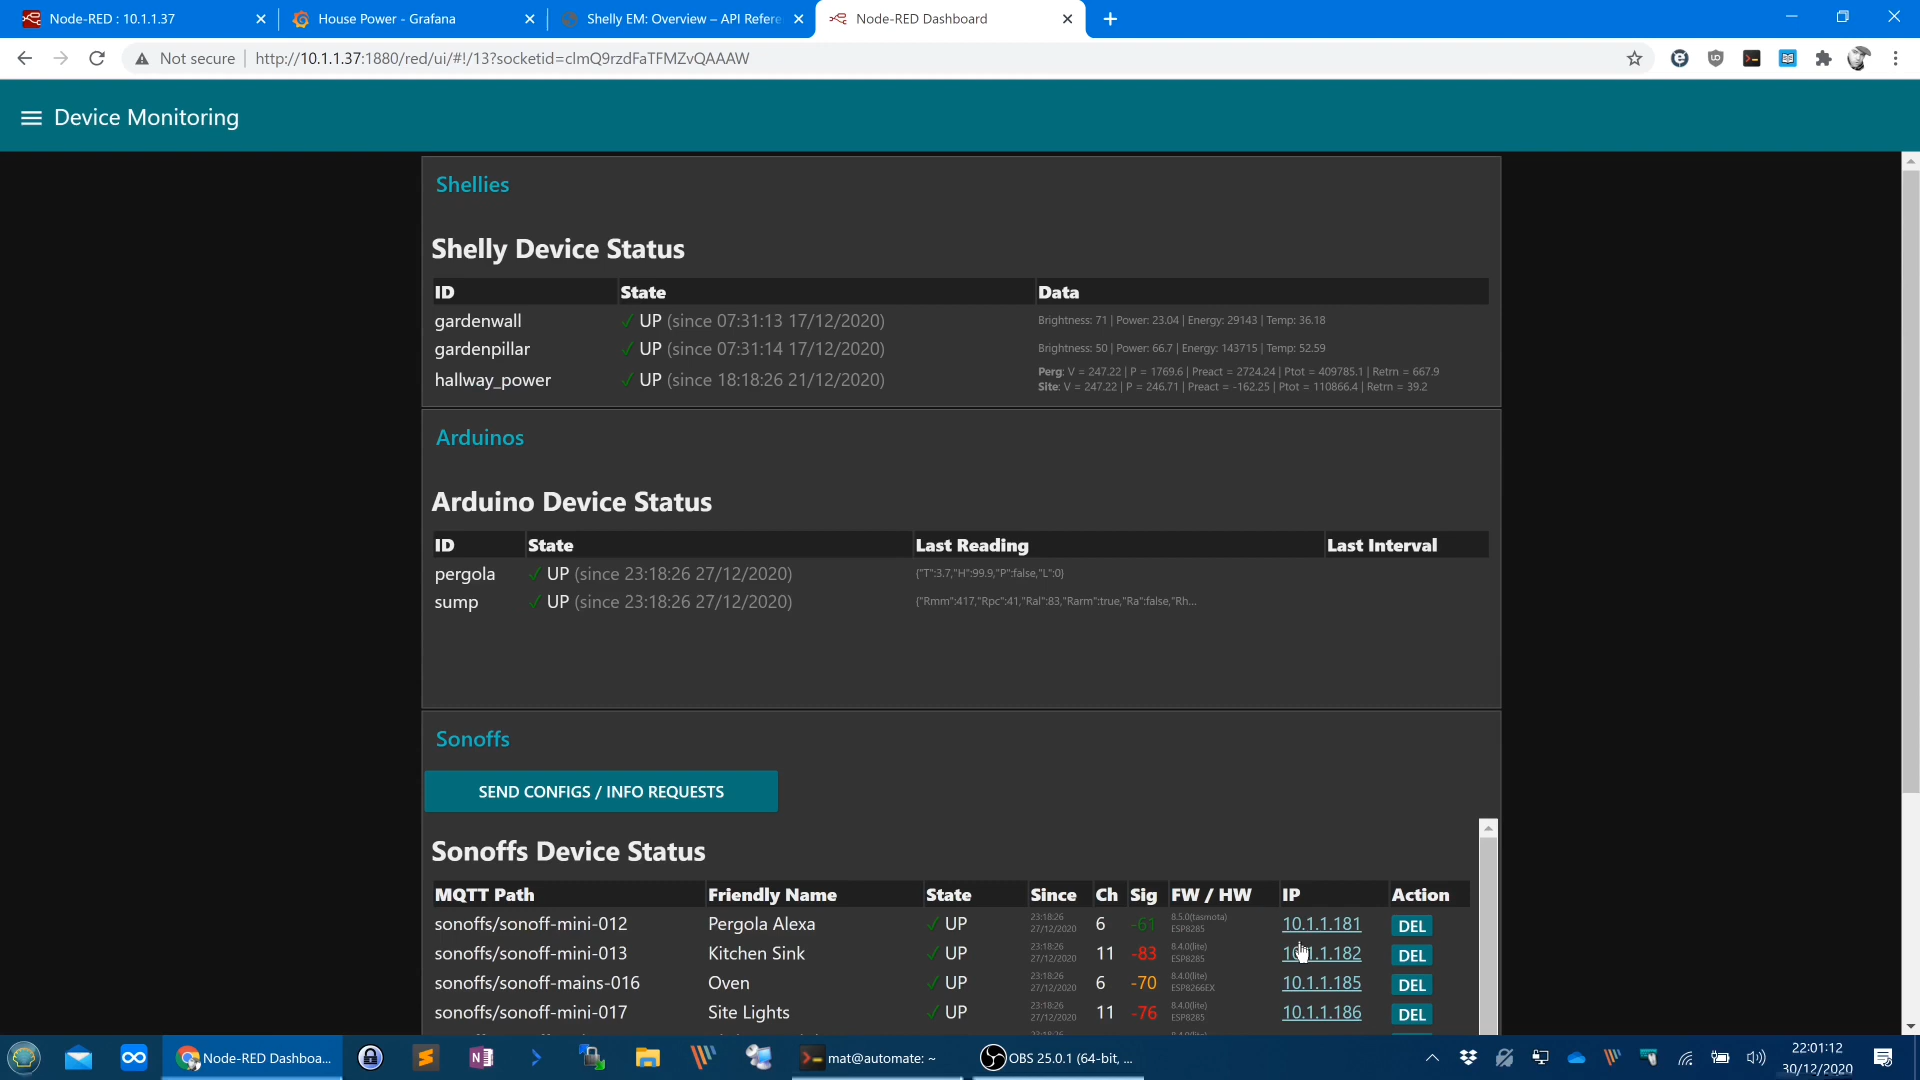 Node-RED : 10.1.1.37
House Power - Grafana
Shelly EM: Overview – API Refere
Node-RED Dashboard
Not secure
http://10.1.1.37:1880/red/ui/#!/13?socketid=clmQ9rzdFaTFMZvQAAAW
Device Monitoring
Shellies
Shelly Device Status
ID State Data
gardenwall ✓ UP (since 07:31:13 17/12/2020) Brightness: 71 | Power: 23.04 | Energy: 29143 | Temp: 36.18
gardenpillar ✓ UP (since 07:31:14 17/12/2020) Brightness: 50 | Power: 66.7 | Energy: 143715 | Temp: 52.59
hallway_power ✓ UP (since 18:18:26 21/12/2020) Perg: V = 247.22 | P = 1769.6 | Preact = 2724.24 | Ptot = 409785.1 | Retrn = 667.9
Site: V = 247.22 | P = 246.71 | Preact = -162.25 | Ptot = 110866.4 | Retrn = 39.2
Arduinos
Arduino Device Status
ID State Last Reading Last Interval
pergola ✓ UP (since 23:18:26 27/12/2020) {"T":3.7,"H":99.9,"P":false,"L":0}
sump ✓ UP (since 23:18:26 27/12/2020) {"Rmm":417,"Rpc":41,"Ral":83,"Rarm":true,"Ra":false,"Rh...
Sonoffs
SEND CONFIGS / INFO REQUESTS
Sonoffs Device Status
MQTT Path Friendly Name State Since Ch Sig FW / HW IP Action
sonoffs/sonoff-mini-012 Pergola Alexa ✓ UP 23:18:26 27/12/2020 6 -61 8.5.0(tasmota) ESP8285 10.1.1.181 DEL
sonoffs/sonoff-mini-013 Kitchen Sink ✓ UP 23:18:26 27/12/2020 11 -83 8.4.0(lite) ESP8285 10.1.1.182 DEL
sonoffs/sonoff-mains-016 Oven ✓ UP 23:18:26 27/12/2020 6 -70 8.4.0(lite) ESP8266EX 10.1.1.185 DEL
sonoffs/sonoff-mini-017 Site Lights ✓ UP 23:18:26 27/12/2020 11 -76 8.4.0(lite) ESP8285 10.1.1.186 DEL
Node-RED Dashboa...
mat@automate: ~
OBS 25.0.1 (64-bit, ...
22:01:12
30/12/2020